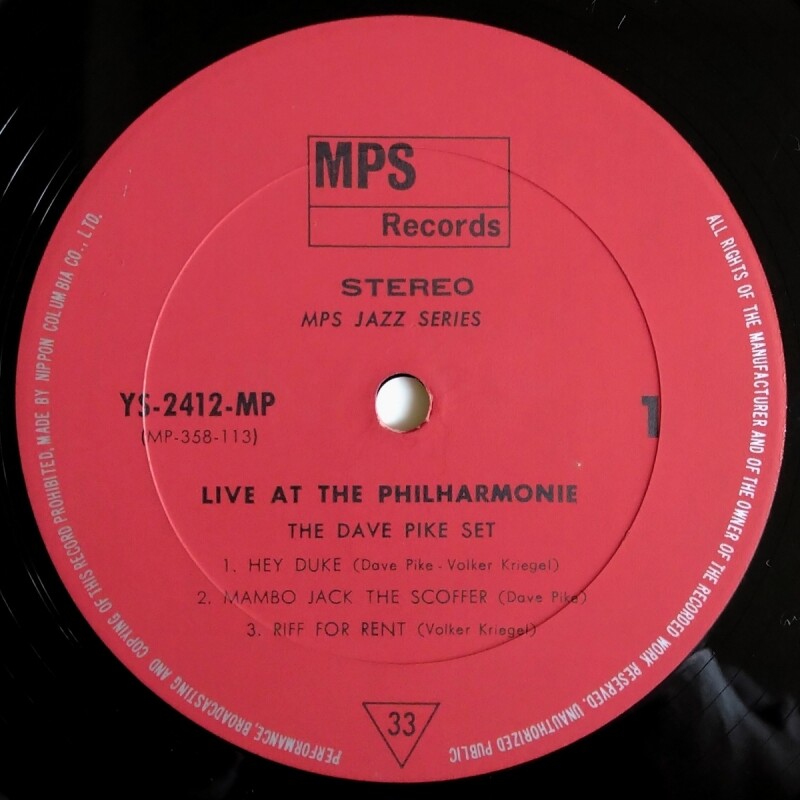 MPS
Records
STEREO
MPS JAZZ SERIES
YS-2412-MP
1
(MP-358-113)
LIVE AT THE PHILHARMONIE
THE DAVE PIKE SET
1. HEY DUKE (Dave Pike - Volker Kriegel)
2. MAMBO JACK THE SCOFFER (Dave Pike)
3. RIFF FOR RENT (Volker Kriegel)
33
ALL RIGHTS OF THE MANUFACTURER AND OF THE OWNER OF THE RECORDED WORK RESERVED. UNAUTHORIZED PUBLIC
PERFORMANCE, BROADCASTING AND COPYING OF THIS RECORD PROHIBITED. MADE BY NIPPON COLUMBIA CO., LTD.